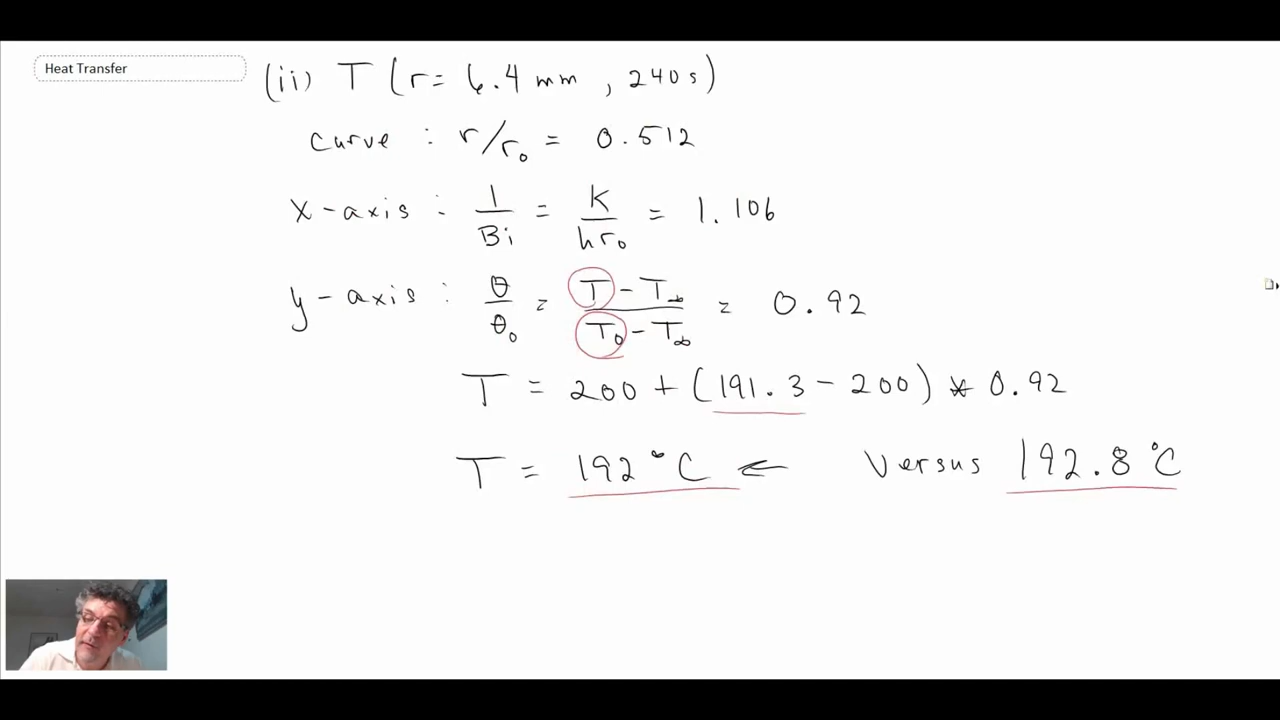 Heat Transfer
(ii) T (r = 6.4 mm , 240 s)
Curve : r/r₀ = 0.512
x-axis : 1/Bi = k/hr₀ = 1.106
y-axis : θ/θ₀ = T - T∞/T₀ - T∞ = 0.92
T = 200 + (191.3 - 200) * 0.92
T = 192 °C ← Versus 192.8 °C